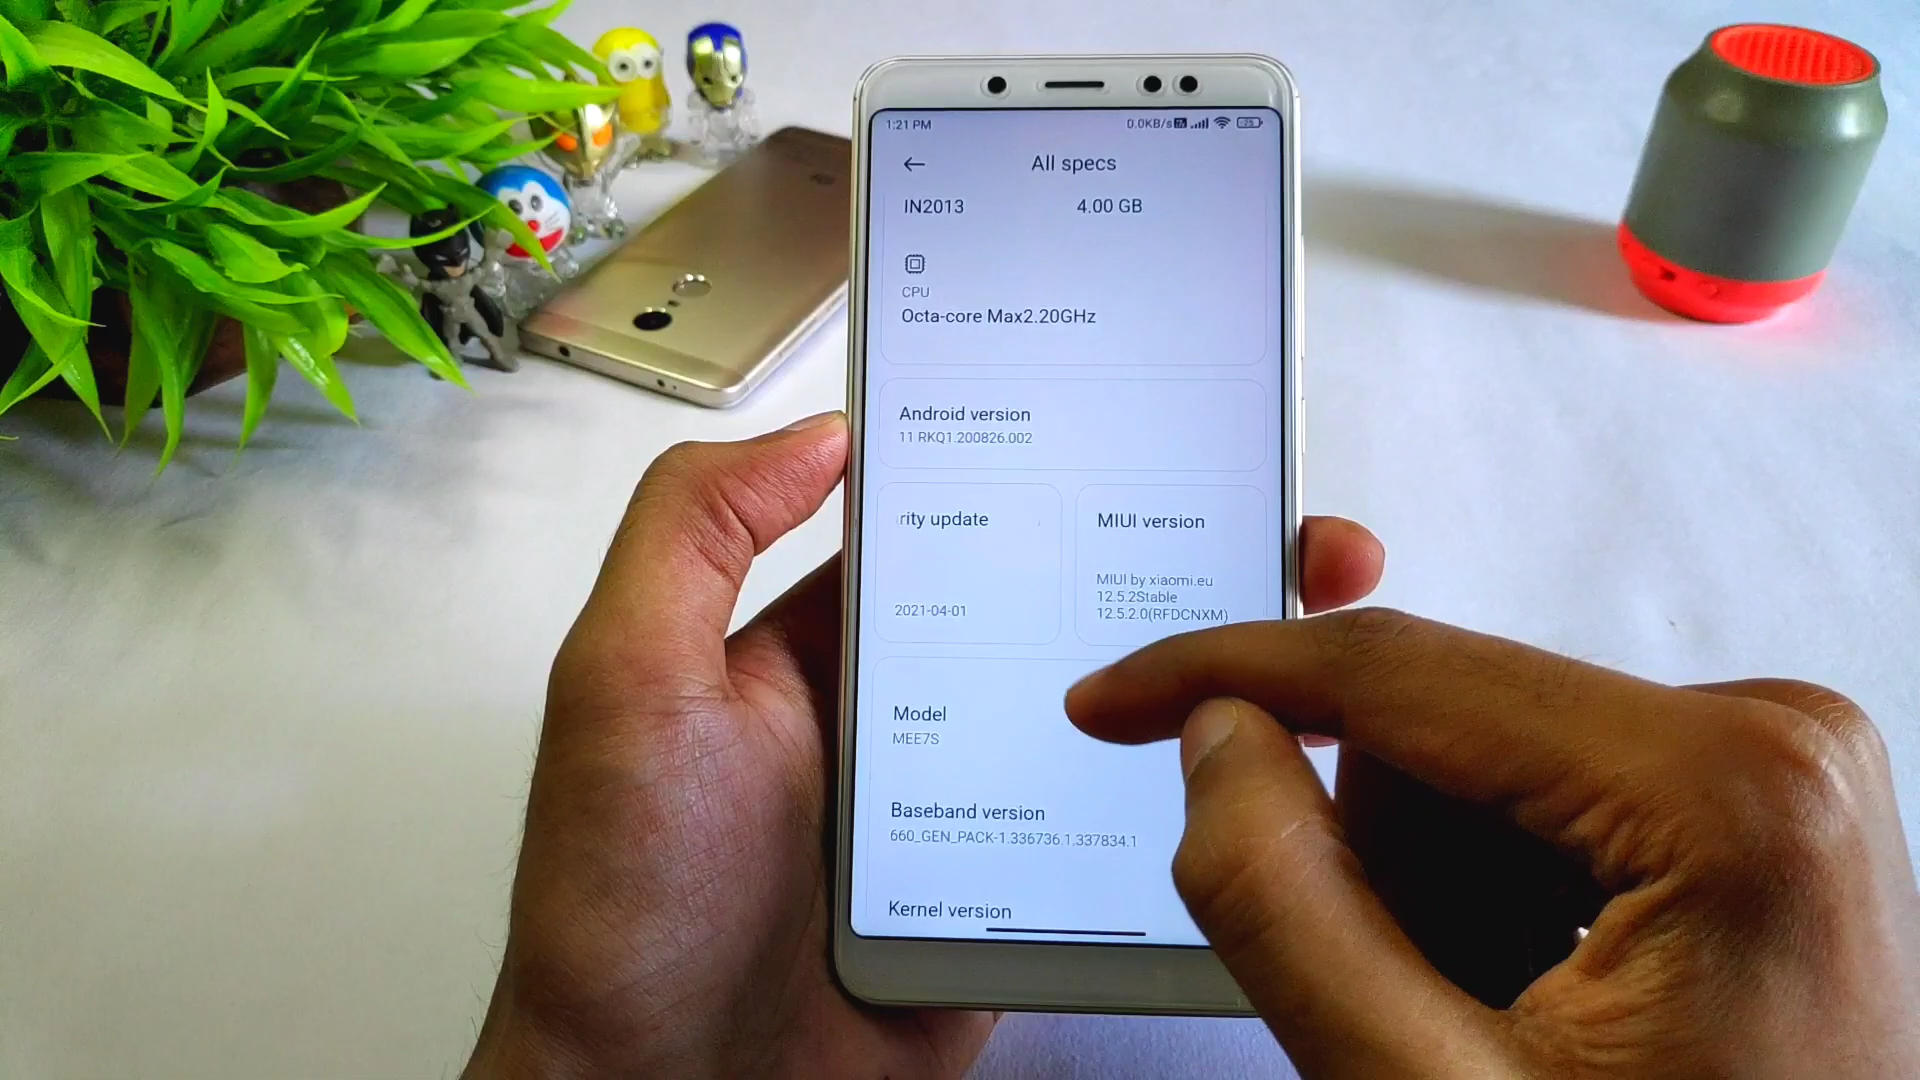 1:21 PM
0.0KB/s
25
All specs
IN2013
4.00 GB
CPU
Octa-core Max2.20GHz
Android version
11 RKQ1.200826.002
rity update
2021-04-01
MIUI version
MIUI by xiaomi.eu
12.5.2Stable
12.5.2.0(RFDCNXM)
Model
MEE7S
Baseband version
660_GEN_PACK-1.336736.1.337834.1
Kernel version